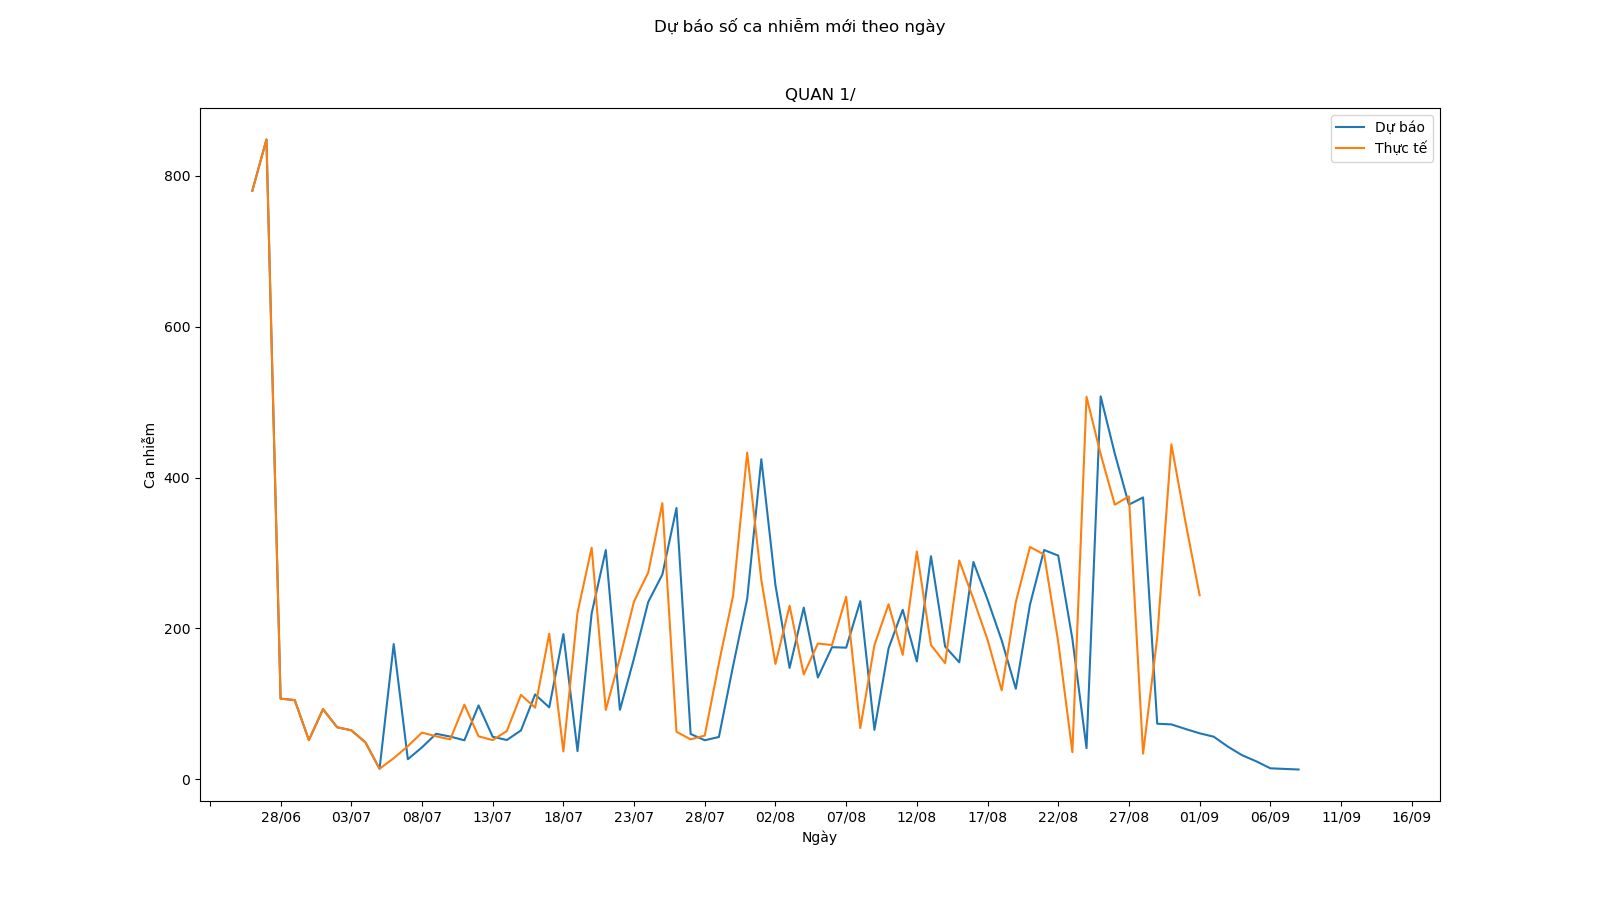 Dự báo số ca nhiễm mới theo ngày
QUAN 1/
Dự báo
Thực tế
800
600
400
200
0
Ca nhiễm
28/06 03/07 08/07 13/07 18/07 23/07 28/07 02/08 07/08 12/08 17/08 22/08 27/08 01/09 06/09 11/09 16/09
Ngày